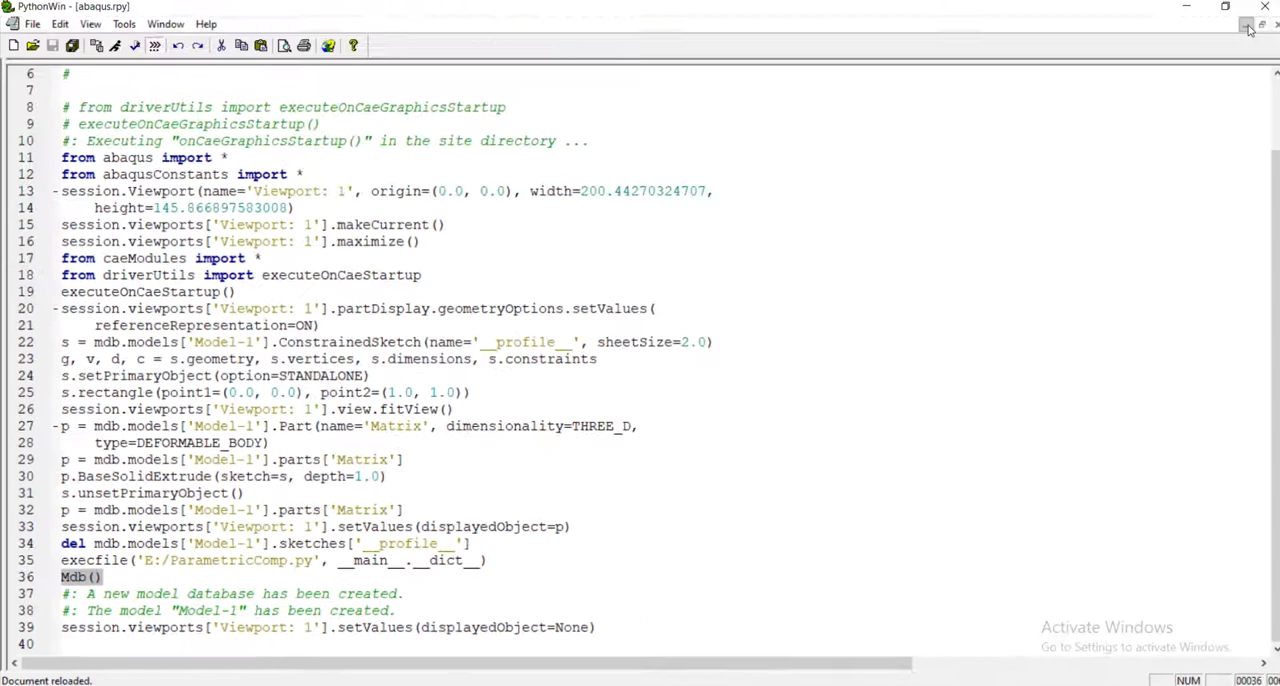 PythonWin - [abaqus.rpy]
File Edit View Tools Window Help
6 #
7
8 # from driverUtils import executeOnCaeGraphicsStartup
9 # executeOnCaeGraphicsStartup()
10 #: Executing "onCaeGraphicsStartup()" in the site directory ...
11 from abaqus import *
12 from abaqusConstants import *
13 -session.Viewport(name='Viewport: 1', origin=(0.0, 0.0), width=200.44270324707,
14 height=145.866897583008)
15 session.viewports['Viewport: 1'].makeCurrent()
16 session.viewports['Viewport: 1'].maximize()
17 from caeModules import *
18 from driverUtils import executeOnCaeStartup
19 executeOnCaeStartup()
20 -session.viewports['Viewport: 1'].partDisplay.geometryOptions.setValues(
21 referenceRepresentation=ON)
22 s = mdb.models['Model-1'].ConstrainedSketch(name='__profile__', sheetSize=2.0)
23 g, v, d, c = s.geometry, s.vertices, s.dimensions, s.constraints
24 s.setPrimaryObject(option=STANDALONE)
25 s.rectangle(point1=(0.0, 0.0), point2=(1.0, 1.0))
26 session.viewports['Viewport: 1'].view.fitView()
27 -p = mdb.models['Model-1'].Part(name='Matrix', dimensionality=THREE_D,
28 type=DEFORMABLE_BODY)
29 p = mdb.models['Model-1'].parts['Matrix']
30 p.BaseSolidExtrude(sketch=s, depth=1.0)
31 s.unsetPrimaryObject()
32 p = mdb.models['Model-1'].parts['Matrix']
33 session.viewports['Viewport: 1'].setValues(displayedObject=p)
34 del mdb.models['Model-1'].sketches['__profile__']
35 execfile('E:/ParametricComp.py', __main__.__dict__)
36 Mdb()
37 #: A new model database has been created.
38 #: The model "Model-1" has been created.
39 session.viewports['Viewport: 1'].setValues(displayedObject=None)
40
Activate Windows
Go to Settings to activate Windows.
Document reloaded. NUM 00036